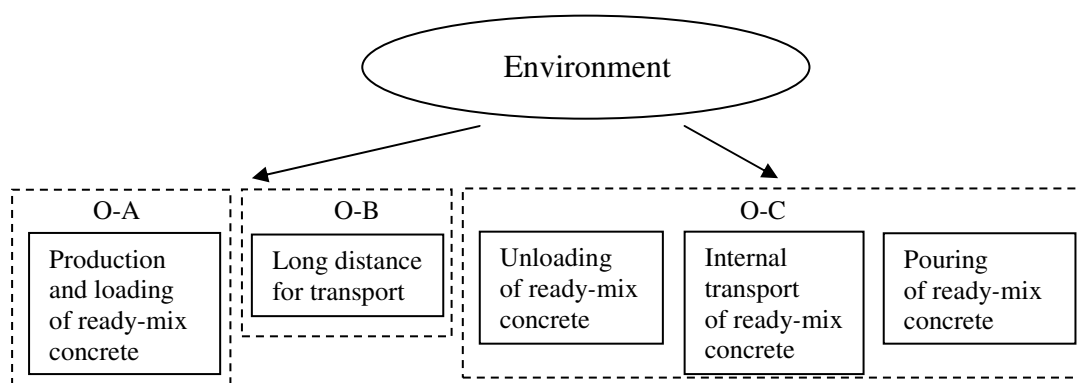 Environment
O-A
O-B
O-C
Production
and loading
of ready-mix
concrete
Long distance
for transport
Unloading
of ready-mix
concrete
Internal
transport
of ready-mix
concrete
Pouring
of ready-mix
concrete